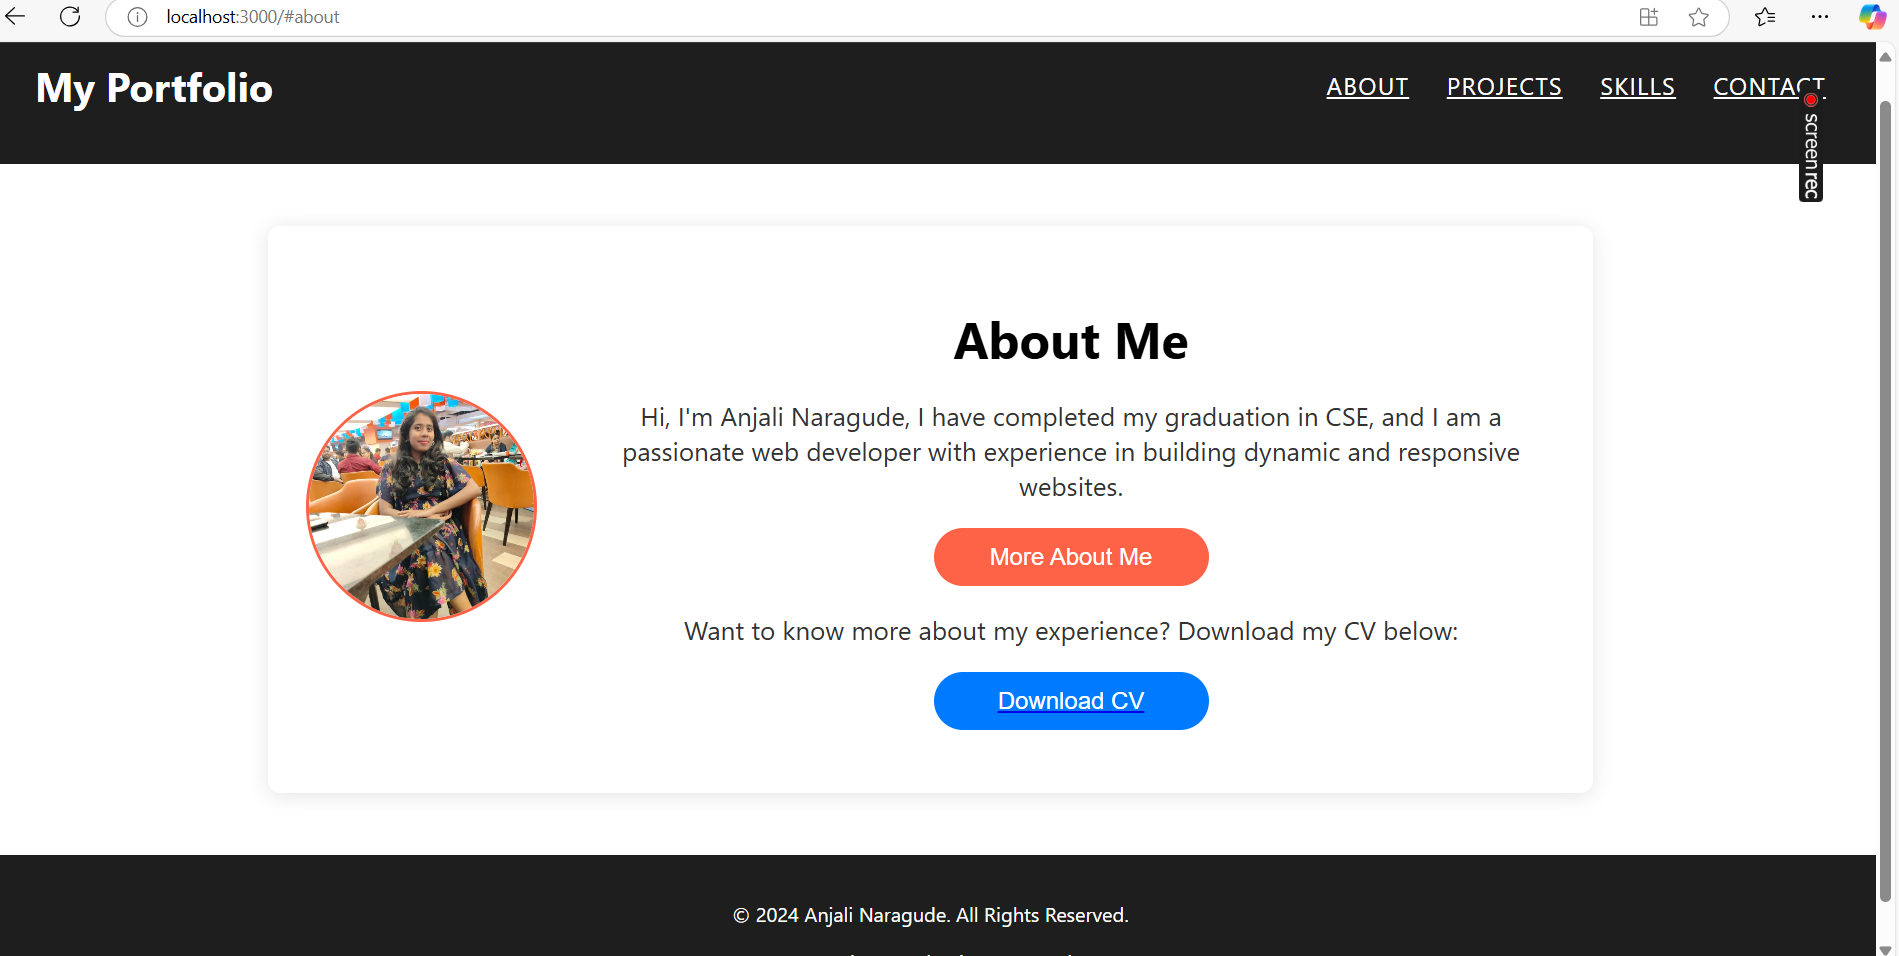 localhost:3000/#about
My Portfolio
ABOUT PROJECTS SKILLS CONTACT
screenrec
About Me
Hi, I'm Anjali Naragude, I have completed my graduation in CSE, and I am a
passionate web developer with experience in building dynamic and responsive
websites.
More About Me
Want to know more about my experience? Download my CV below:
Download CV
© 2024 Anjali Naragude. All Rights Reserved.